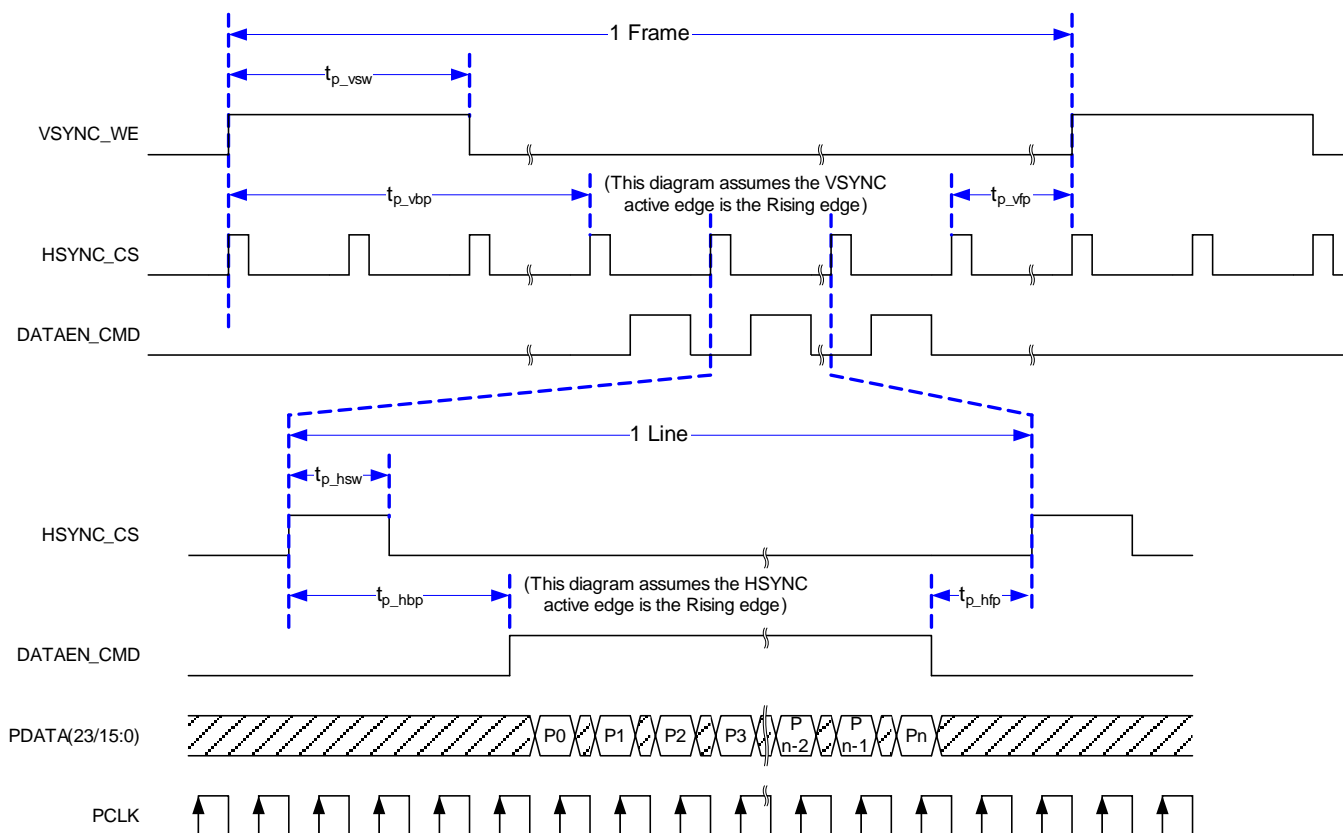 1 Frame
tp_vsw
VSYNC_WE
tp_vbp
(This diagram assumes the VSYNC
active edge is the Rising edge)
tp_vfp
HSYNC_CS
DATAEN_CMD
1 Line
tp_hsw
HSYNC_CS
tp_hbp
(This diagram assumes the HSYNC
active edge is the Rising edge)
tp_hfp
DATAEN_CMD
PDATA(23/15:0)
P0
P1
P2
P3
P
n-2
P
n-1
Pn
PCLK